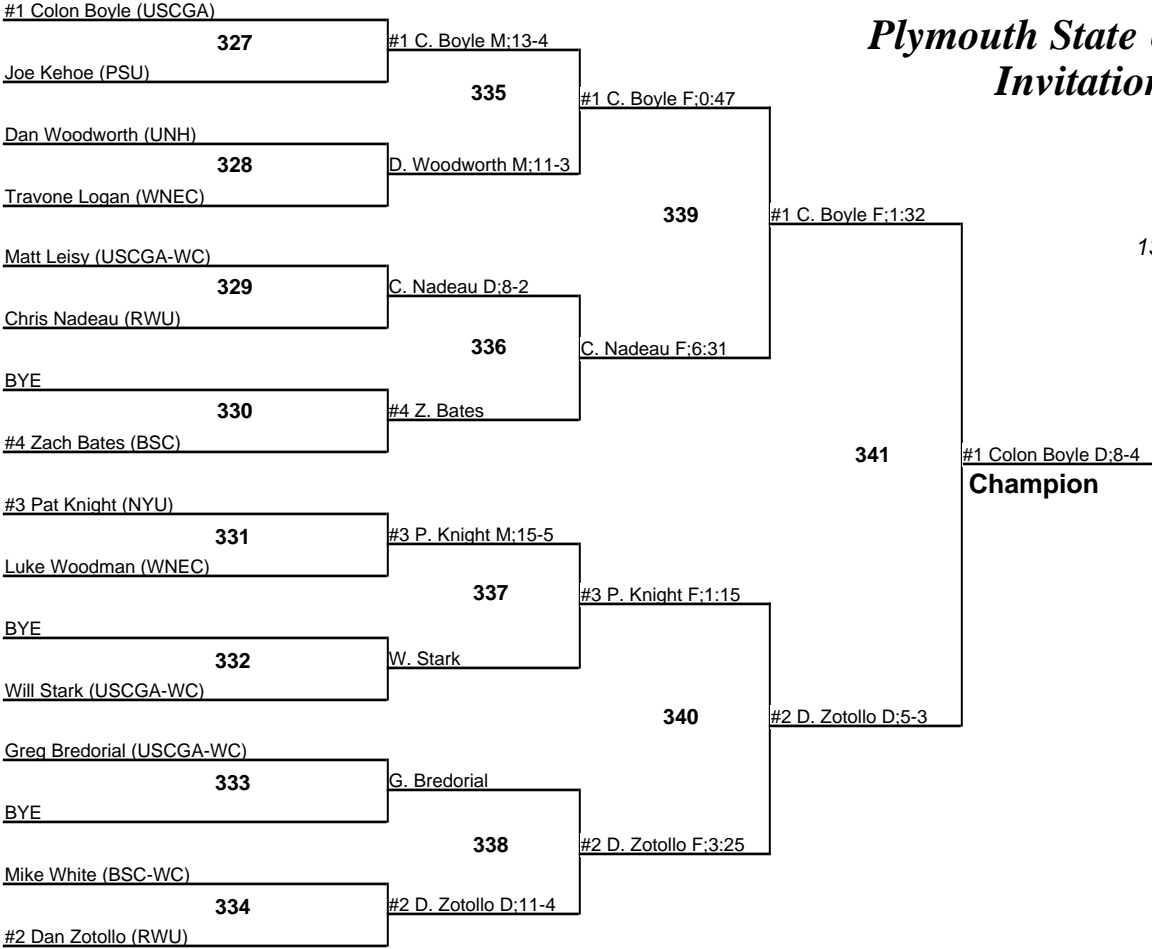 #1 Colon Boyle (USCGA)
327
Joe Kehoe (PSU)
#1 C. Boyle M;13-4
335
Dan Woodworth (UNH)
328
Travone Logan (WNEC)
D. Woodworth M;11-3
#1 C. Boyle F;0:47
339
Matt Leisy (USCGA-WC)
329
Chris Nadeau (RWU)
C. Nadeau D;8-2
336
BYE
330
#4 Zach Bates (BSC)
#4 Z. Bates
C. Nadeau F;6:31
#1 C. Boyle F;1:32
341
#3 Pat Knight (NYU)
331
Luke Woodman (WNEC)
#3 P. Knight M;15-5
337
BYE
332
Will Stark (USCGA-WC)
W. Stark
#3 P. Knight F;1:15
340
Greg Bredorial (USCGA-WC)
333
BYE
G. Bredorial
338
Mike White (BSC-WC)
334
#2 Dan Zotollo (RWU)
#2 D. Zotollo D;11-4
#2 D. Zotollo F;3:25
#2 D. Zotollo D;5-3
#1 Colon Boyle D;8-4
Champion
Plymouth State
Invitation